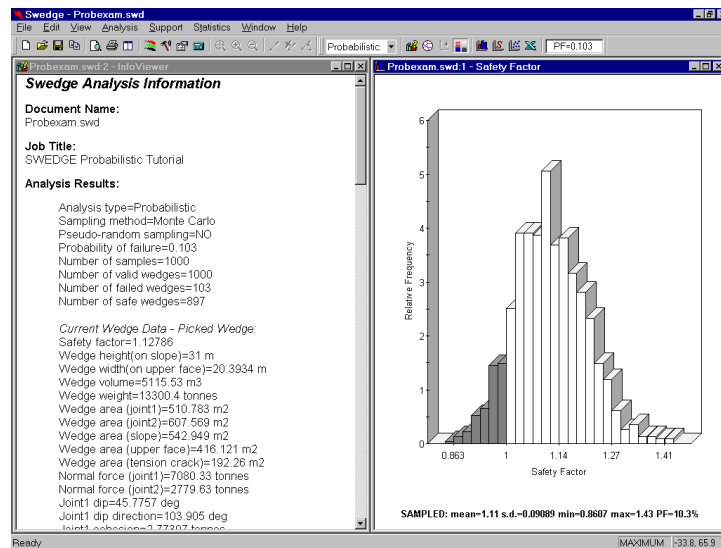 Swedge - Probexam.swd
File Edit View Analysis Support Statistics Window Help
Probabilistic PF=0.103
Probexam.swd:2 - InfoViewer
Swedge Analysis Information
Document Name:
Probexam.swd
Job Title:
SWEDGE Probabilistic Tutorial
Analysis Results:
Analysis type=Probabilistic
Sampling method=Monte Carlo
Pseudo-random sampling=NO
Probability of failure=0.103
Number of samples=1000
Number of valid wedges=1000
Number of failed wedges=103
Number of safe wedges=897
Current Wedge Data - Picked Wedge:
Safety factor=1.12786
Wedge height(on slope)=31 m
Wedge width(on upper face)=20.3934 m
Wedge volume=5115.53 m3
Wedge weight=13300.4 tonnes
Wedge area (joint1)=510.783 m2
Wedge area (joint2)=607.569 m2
Wedge area (slope)=542.949 m2
Wedge area (upper face)=416.121 m2
Wedge area (tension crack)=192.26 m2
Normal force (joint1)=7080.33 tonnes
Normal force (joint2)=2779.63 tonnes
Joint1 dip=45.7757 deg
Joint1 dip direction=103.905 deg
Joint1 cohesion=2.77307 tonnes
Probexam.swd:1 - Safety Factor
6
5
4
3
2
1
0
Relative Frequency
0.863 1 1.14 1.27 1.41
Safety Factor
SAMPLED: mean=1.11 s.d.=0.09089 min=0.8607 max=1.43 PF=10.3%
Ready
MAXIMUM -33.8, 65.9